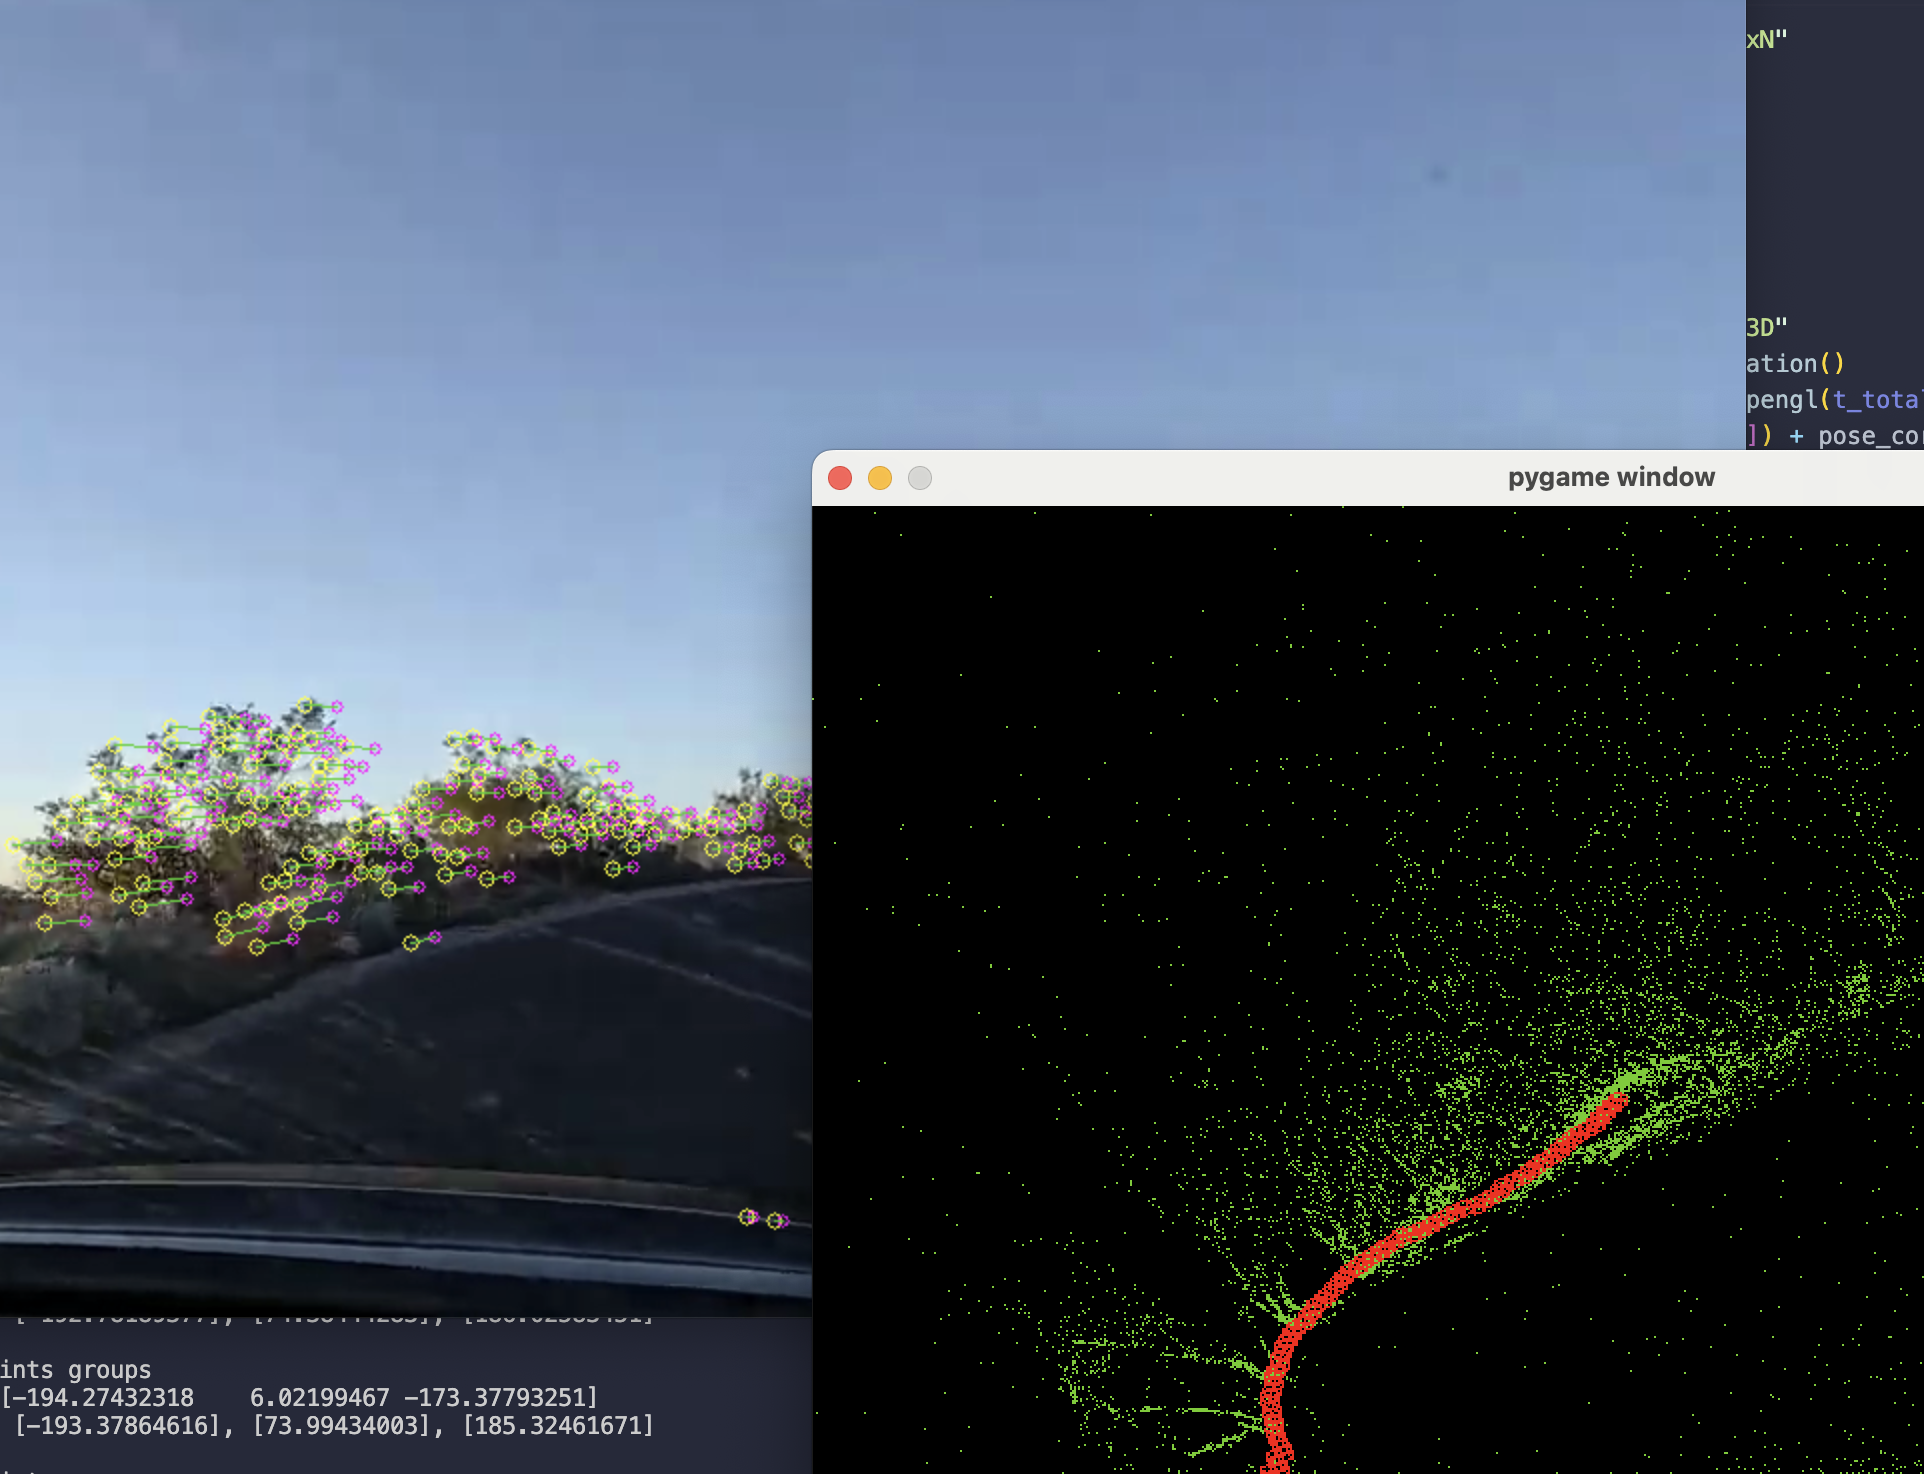 xN"
3D"
ation()
pengl(t_tota
]) + pose_co
pygame window
ints groups
[-194.27432318    6.02199467 -173.37793251]
[-193.37864616], [73.99434003], [185.32461671]